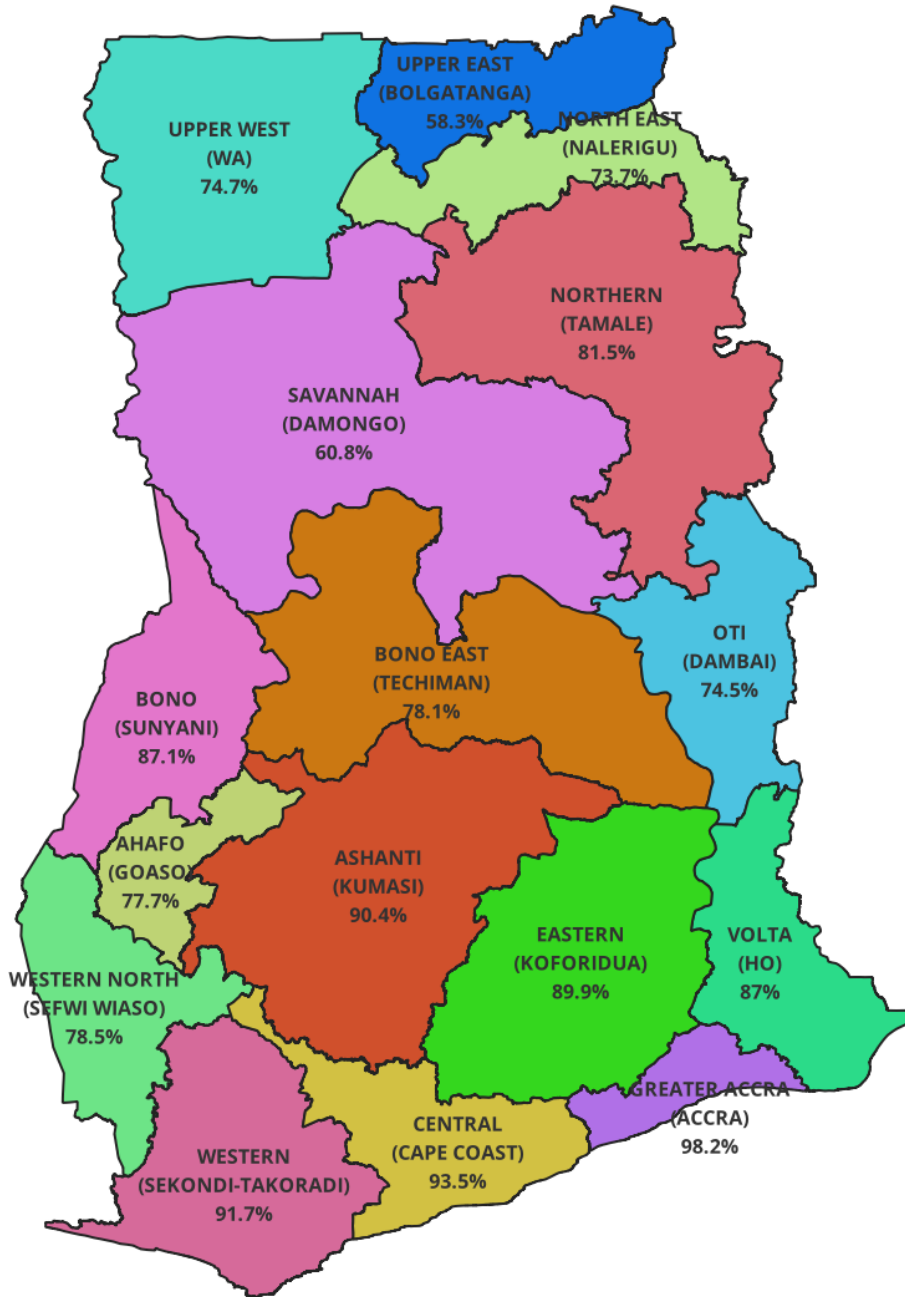 UPPER EAST
(BOLGATANGA)
58.3%
NORTH EAST
(NALERIGU)
73.7%
UPPER WEST
(WA)
74.7%
NORTHERN
(TAMALE)
81.5%
SAVANNAH
(DAMONGO)
60.8%
OTI
(DAMBAI)
74.5%
BONO EAST
(TECHIMAN)
78.1%
BONO
(SUNYANI)
87.1%
AHAFO
(GOASO)
77.7%
ASHANTI
(KUMASI)
90.4%
EASTERN
(KOFORIDUA)
89.9%
VOLTA
(HO)
87%
WESTERN NORTH
(SEFWI WIASO)
78.5%
GREATER ACCRA
(ACCRA)
98.2%
CENTRAL
(CAPE COAST)
93.5%
WESTERN
(SEKONDI-TAKORADI)
91.7%